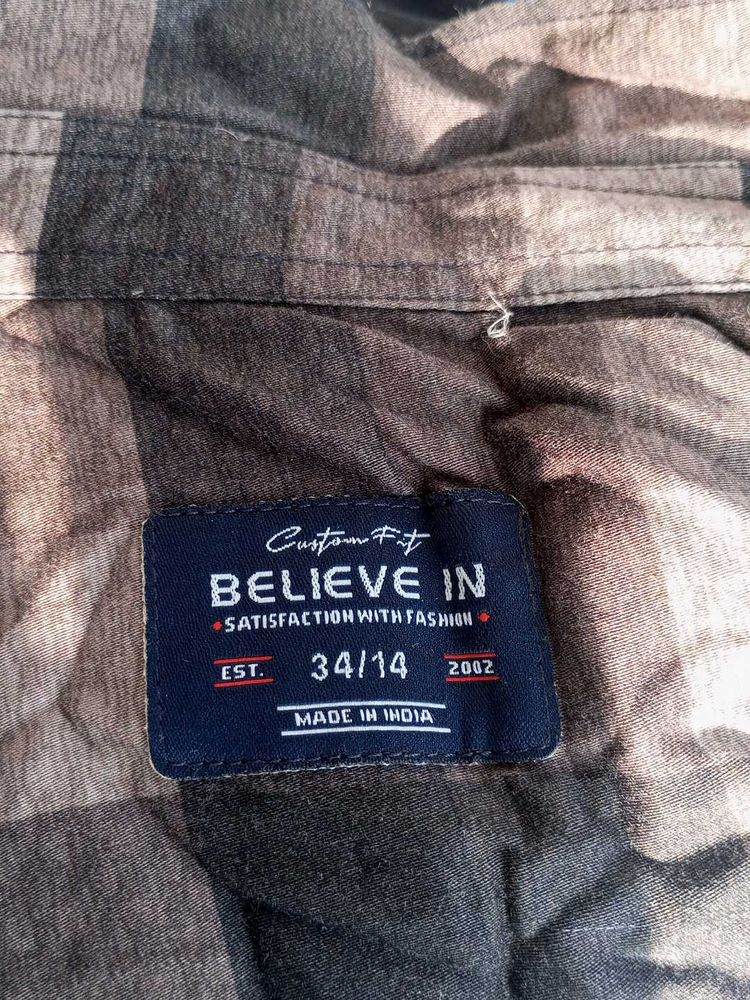 Custom Fit
BELIEVE IN
SATISFACTION WITH FASHION
EST. 34/14 2002
MADE IN INDIA